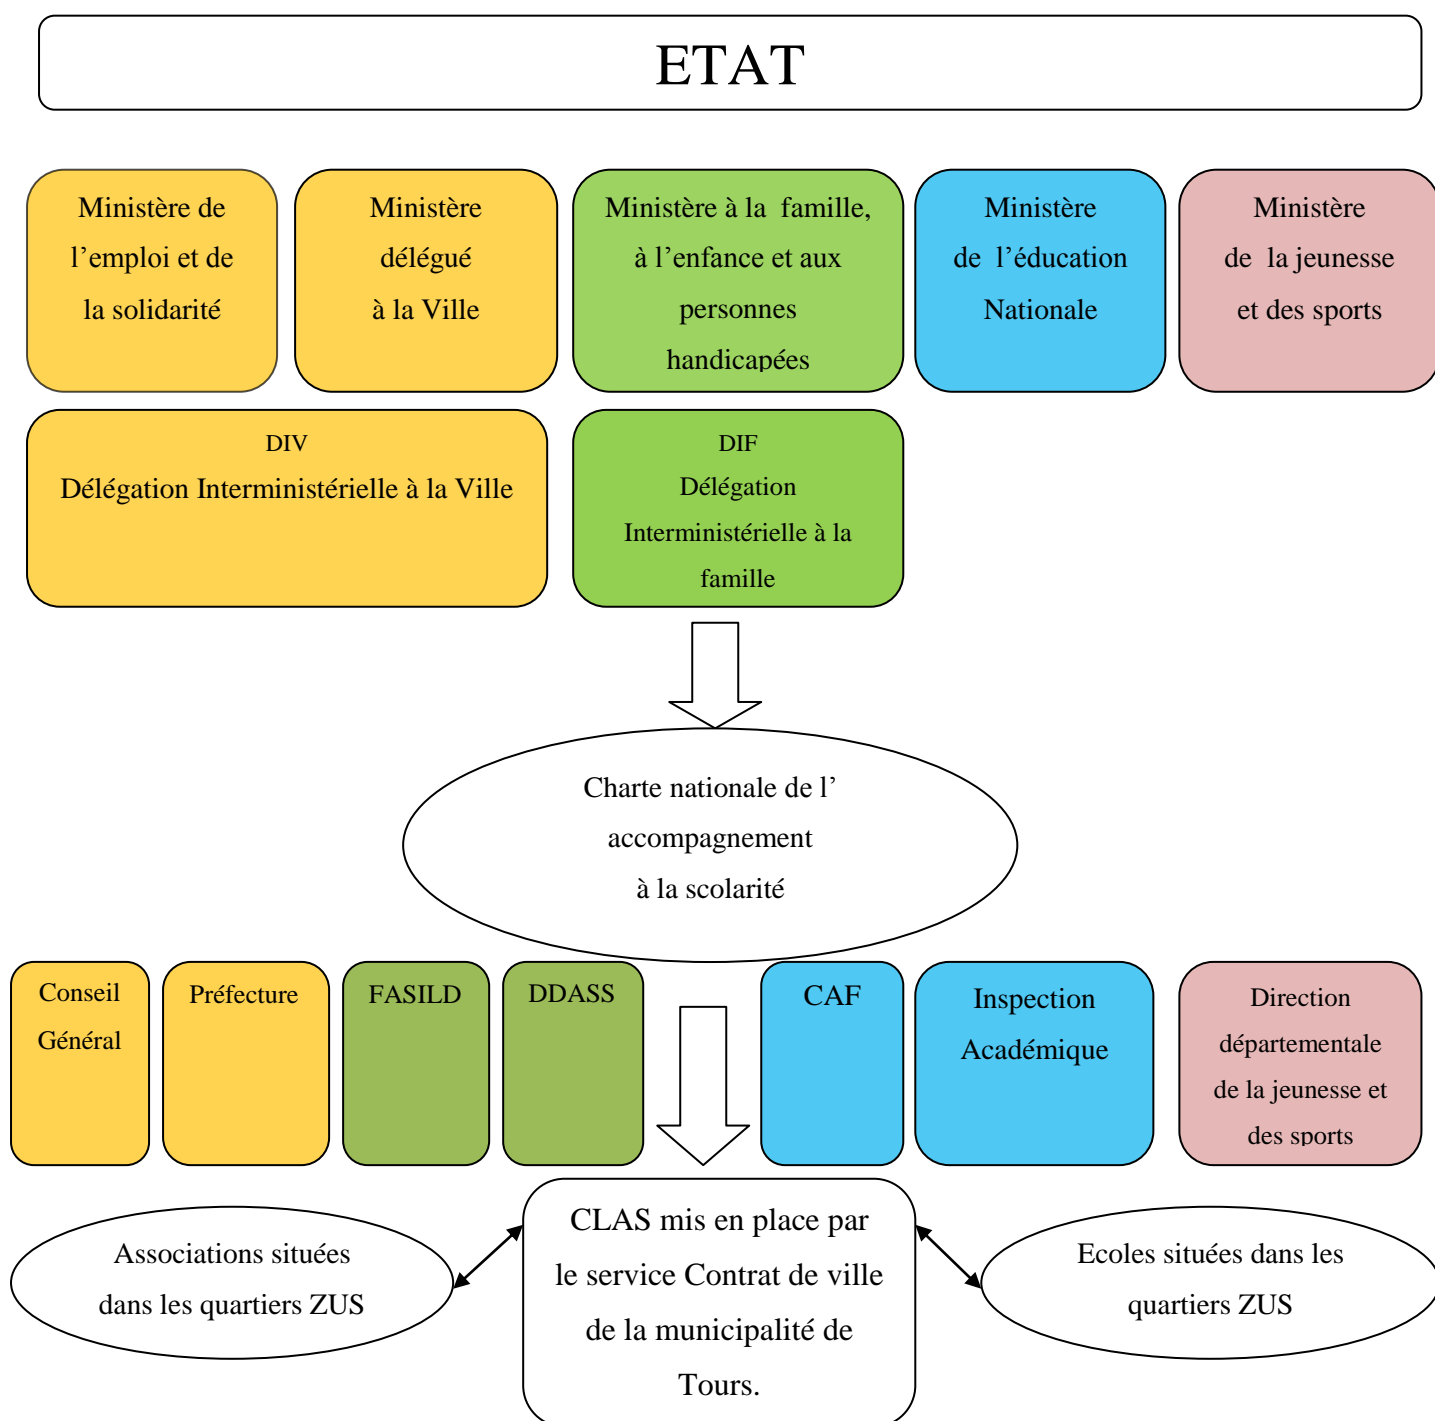 ETAT
Ministère de
l’emploi et de
la solidarité
Ministère
délégué
à la Ville
Ministère à la famille,
à l’enfance et aux
personnes
handicapées
Ministère
de l’éducation
Nationale
Ministère
de la jeunesse
et des sports
DIV
Délégation Interministérielle à la Ville
DIF
Délégation
Interministérielle à la
famille
Charte nationale de l’
accompagnement
à la scolarité
Conseil
Général
Préfecture
FASILD
DDASS
CAF
Inspection
Académique
Direction
départementale
de la jeunesse et
des sports
Associations situées
dans les quartiers ZUS
CLAS mis en place par
le service Contrat de ville
de la municipalité de
Tours.
Ecoles situées dans les
quartiers ZUS